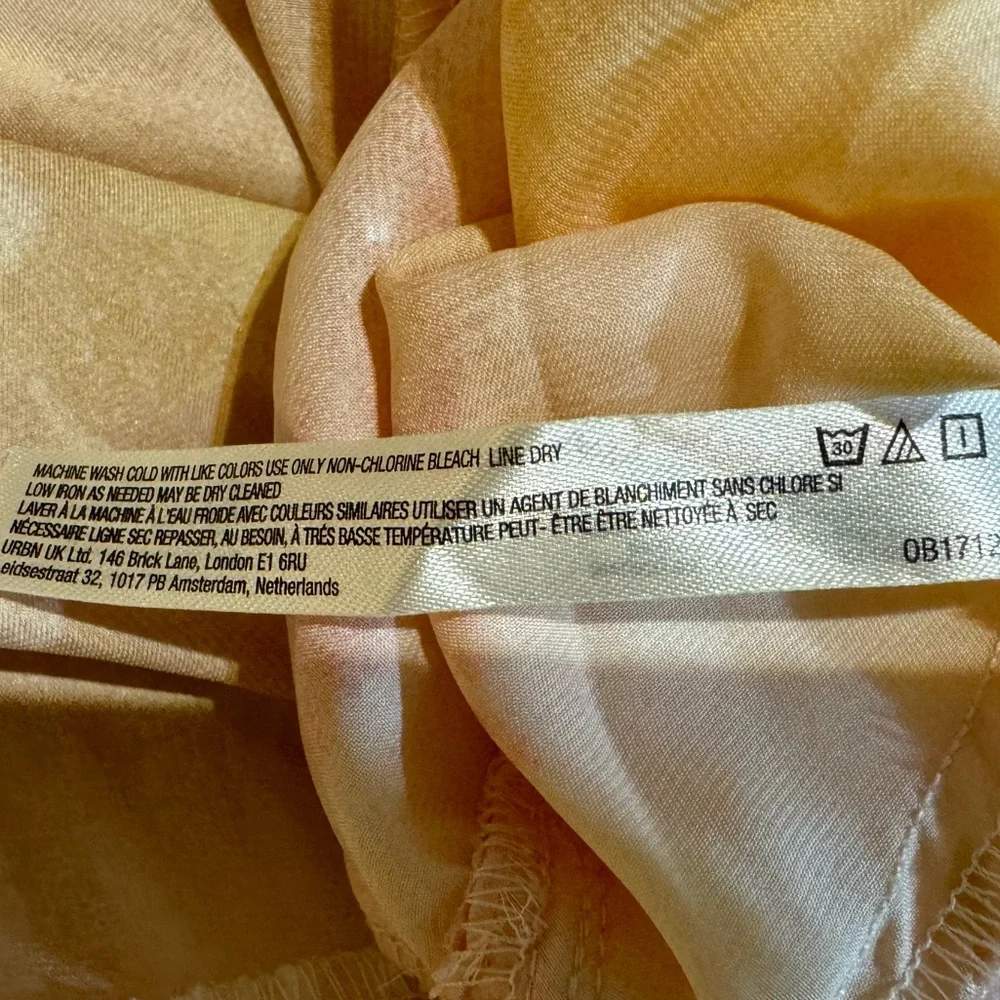 MACHINE WASH COLD WITH LIKE COLORS USE ONLY NON-CHLORINE BLEACH LINE DRY
LOW IRON AS NEEDED MAY BE DRY CLEANED
LAVER À LA MACHINE À L'EAU FROIDE AVEC COULEURS SIMILAIRES UTILISER UN AGENT DE BLANCHIMENT SANS CHLORE SI
NÉCESSAIRE LIGNE SEC REPASSER, AU BESOIN, À TRÉS BASSE TEMPÉRATURE PEUT- ÊTRE ÊTRE NETTOYÉE À SEC
URBN UK Ltd. 146 Brick Lane, London E1 6RU
eidsestraat 32, 1017 PB Amsterdam, Netherlands
30
0B1712